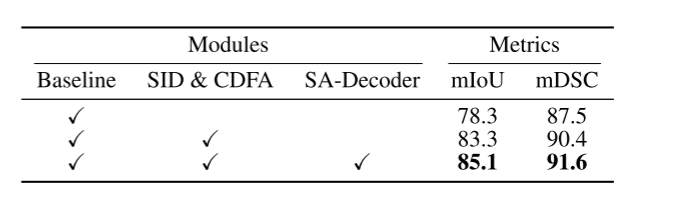 Modules Metrics
Baseline SID & CDFA SA-Decoder mIoU mDSC
✓ 78.3 87.5
✓ ✓ 83.3 90.4
✓ ✓ ✓ 85.1 91.6